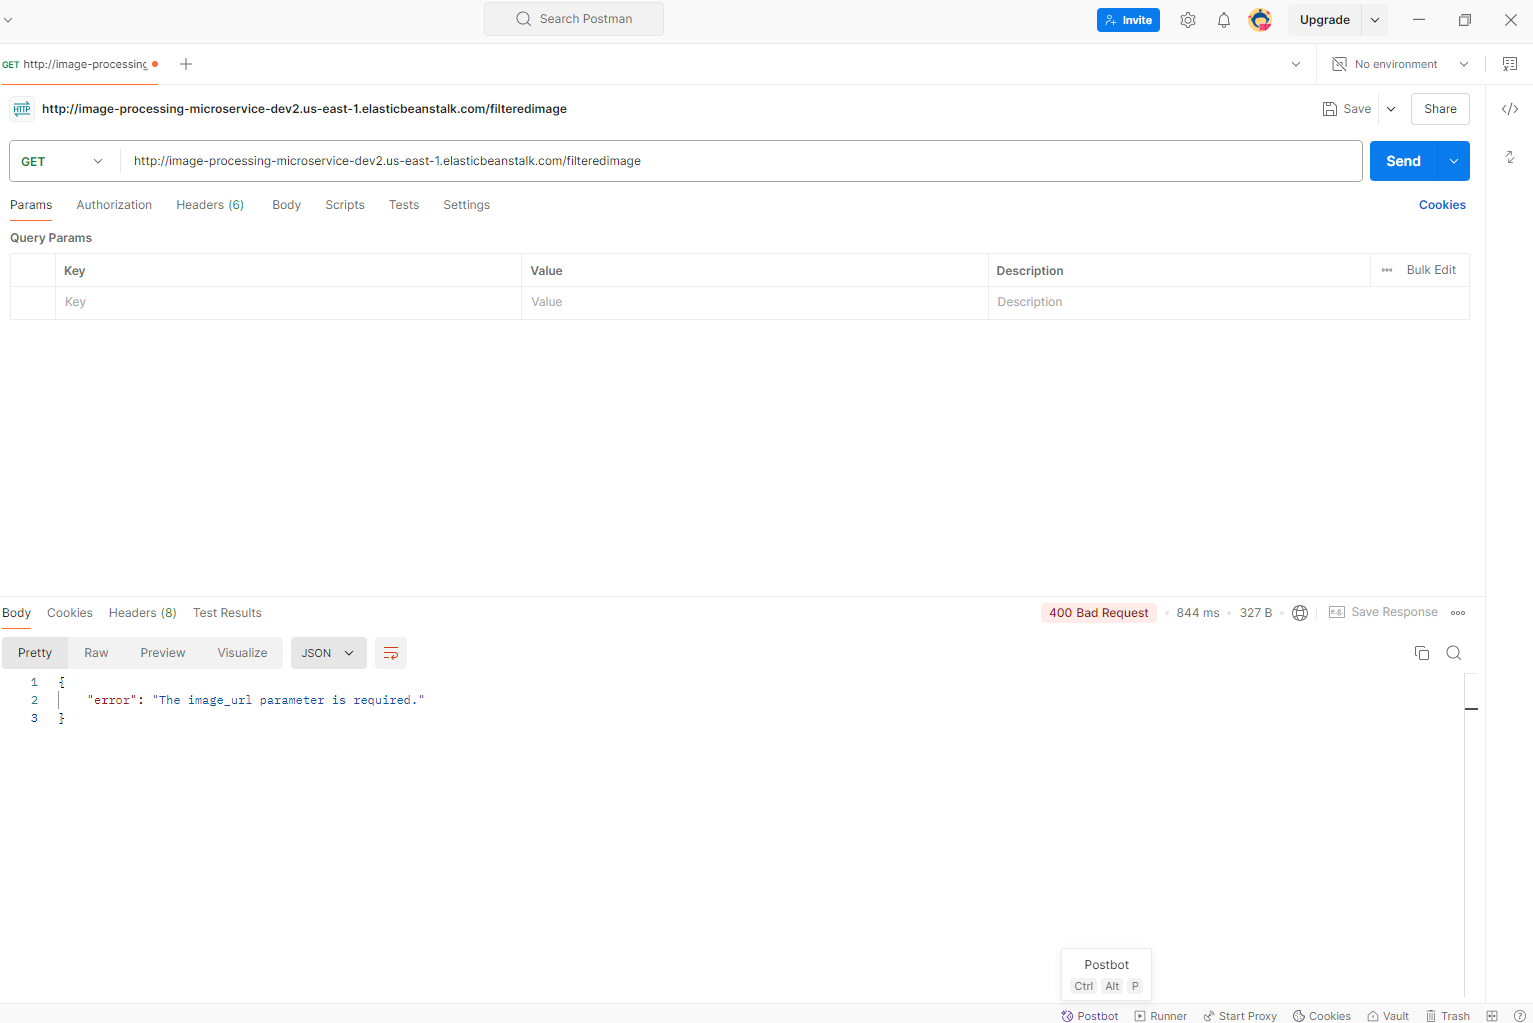 Search Postman
Invite
Upgrade
GET http://image-processing
No environment
HTTP http://image-processing-microservice-dev2.us-east-1.elasticbeanstalk.com/filteredimage
Save
Share
GET http://image-processing-microservice-dev2.us-east-1.elasticbeanstalk.com/filteredimage
Send
Params Authorization Headers (6) Body Scripts Tests Settings
Cookies
Query Params
Key Value Description Bulk Edit
Key Value Description
Body Cookies Headers (8) Test Results
400 Bad Request 844 ms 327 B e.g. Save Response
Pretty Raw Preview Visualize JSON
1 {
2 "error": "The image_url parameter is required."
3 }
Postbot
Ctrl Alt P
Postbot Runner Start Proxy Cookies Vault Trash